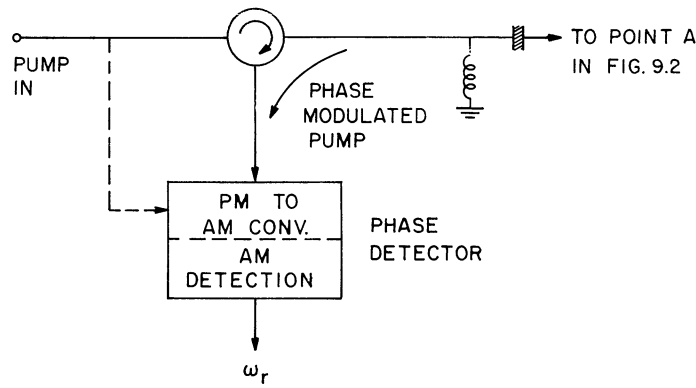 PUMP
IN
TO POINT A
IN FIG. 9.2
PHASE
MODULATED
PUMP
PM TO
AM CONV.
AM
DETECTION
PHASE
DETECTOR
ωr